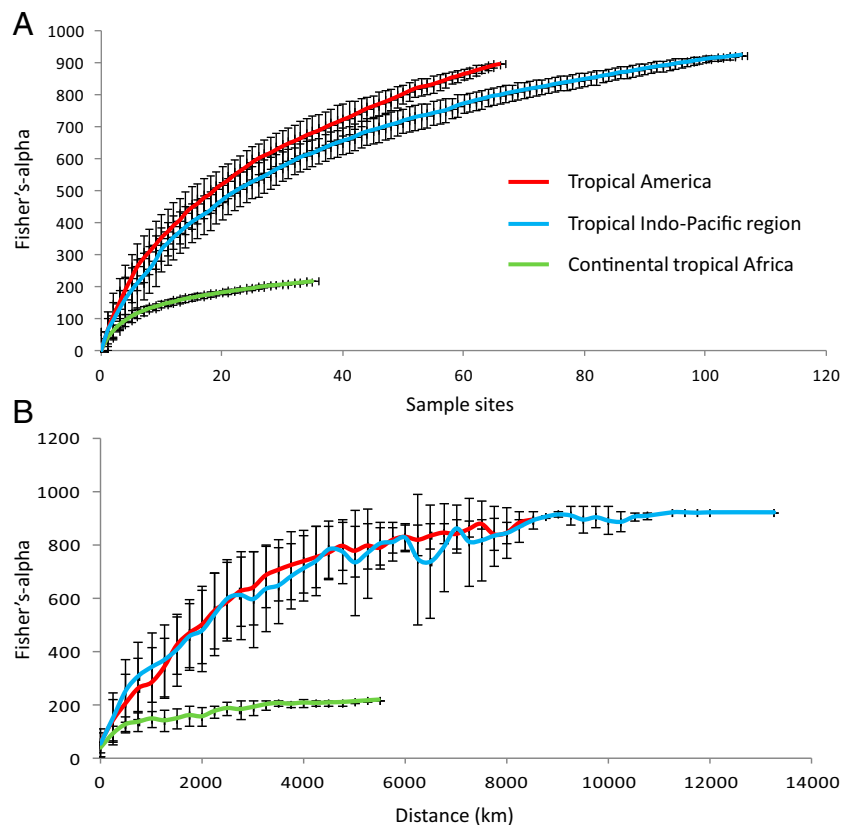 A
1000
900
800
700
600
500
400
300
200
100
0
Fisher's-alpha
Tropical America
Tropical Indo-Pacific region
Continental tropical Africa
0 20 40 60 80 100 120
Sample sites
B
1200
1000
800
600
400
200
0
Fisher's-alpha
0 2000 4000 6000 8000 10000 12000 14000
Distance (km)